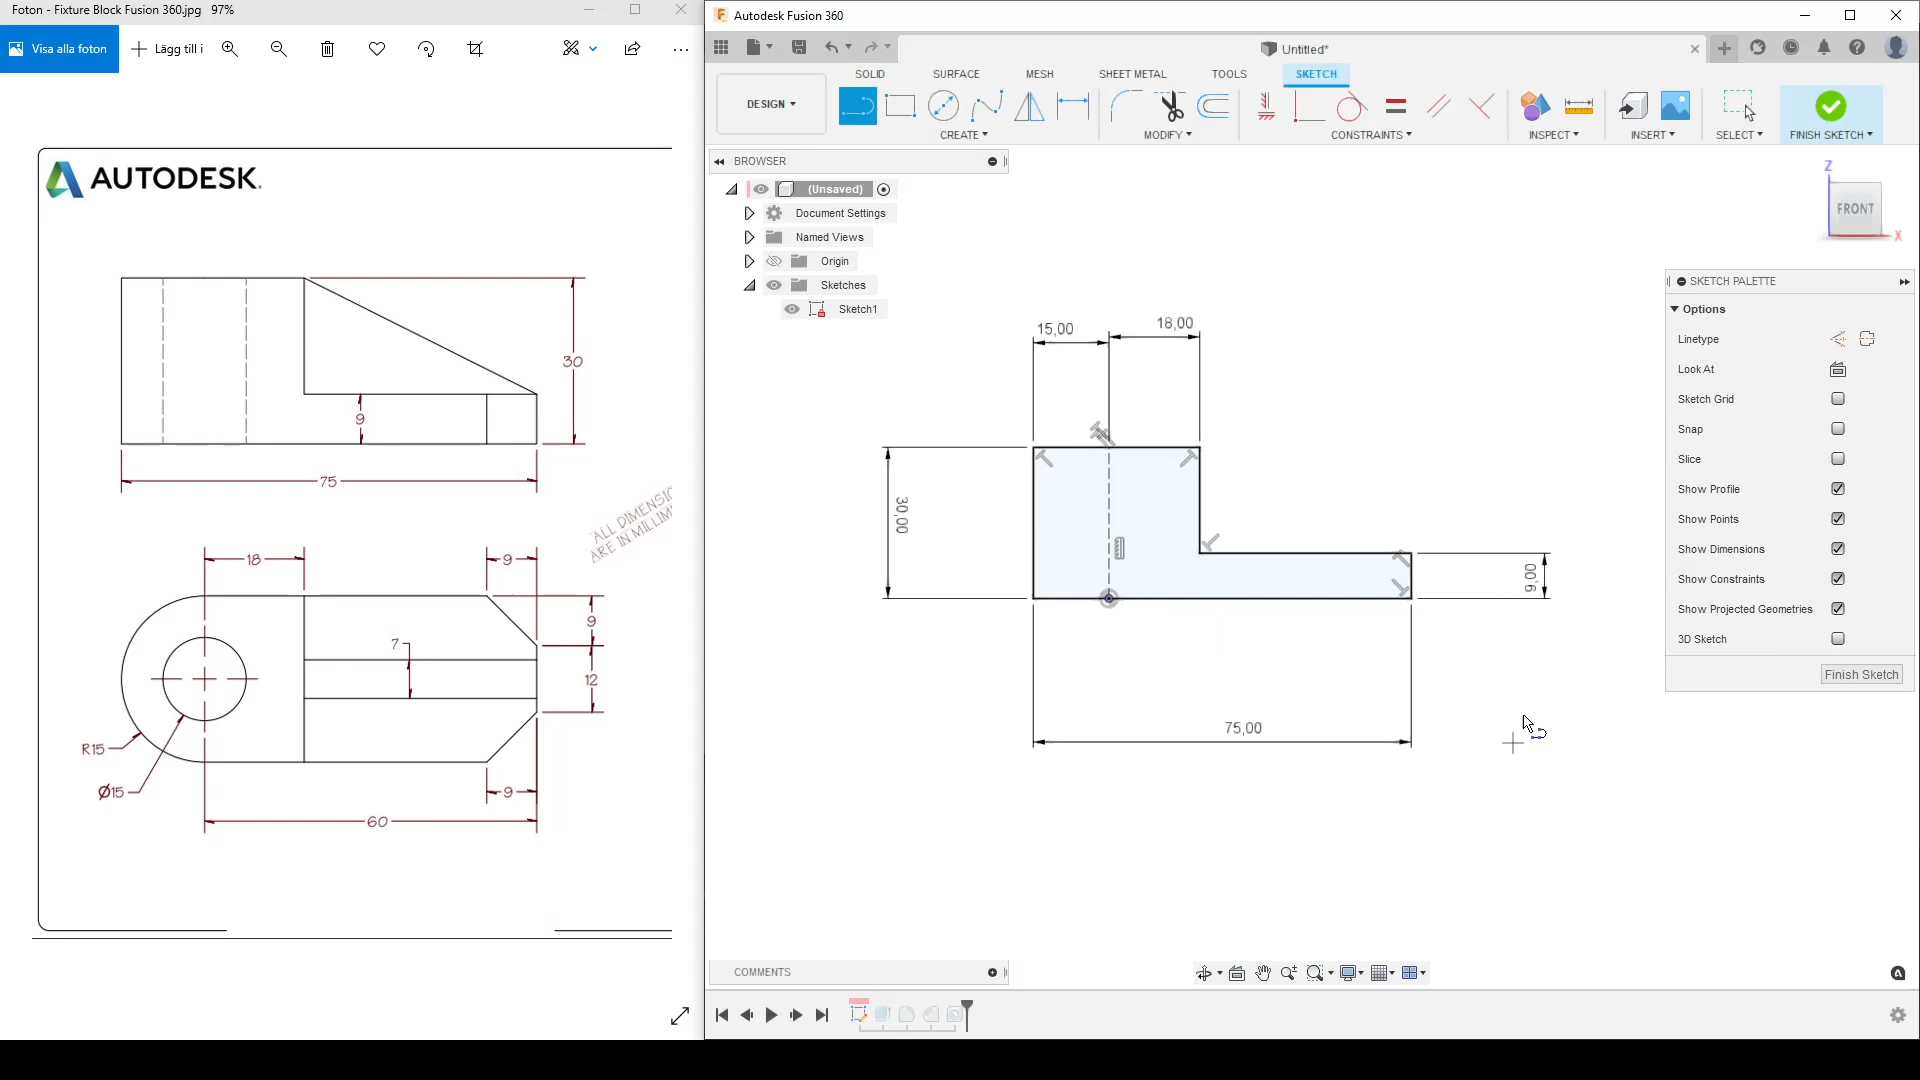 Foton - Fixture Block Fusion 360.jpg 97%
Visa alla foton
Lägg till i
AUTODESK.
30
9
75
"ALL DIMENSIO
ARE IN MILLIM
18
9
9
7
12
R15
Ø15
9
60
Autodesk Fusion 360
Untitled*
DESIGN
SOLID
SURFACE
MESH
SHEET METAL
TOOLS
SKETCH
CREATE
MODIFY
CONSTRAINTS
INSPECT
INSERT
SELECT
FINISH SKETCH
BROWSER
(Unsaved)
Document Settings
Named Views
Origin
Sketches
Sketch1
Z
FRONT
X
15,00
18,00
30,00
9,00
75,00
SKETCH PALETTE
Options
Linetype
Look At
Sketch Grid
Snap
Slice
Show Profile
Show Points
Show Dimensions
Show Constraints
Show Projected Geometries
3D Sketch
Finish Sketch
COMMENTS